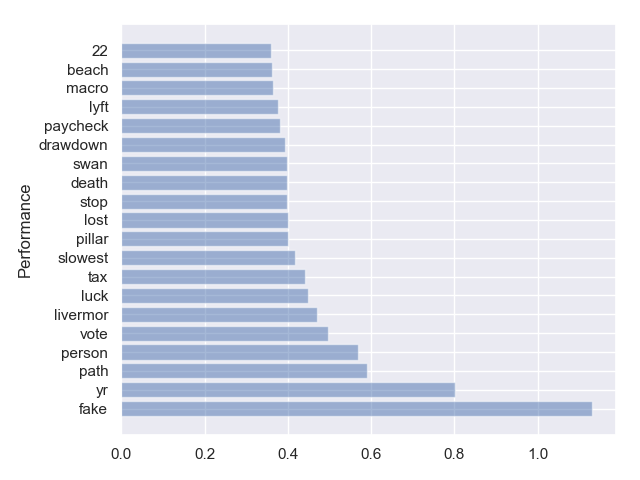 Performance
22
beach
macro
lyft
paycheck
drawdown
swan
death
stop
lost
pillar
slowest
tax
luck
livermor
vote
person
path
yr
fake
0.0 0.2 0.4 0.6 0.8 1.0